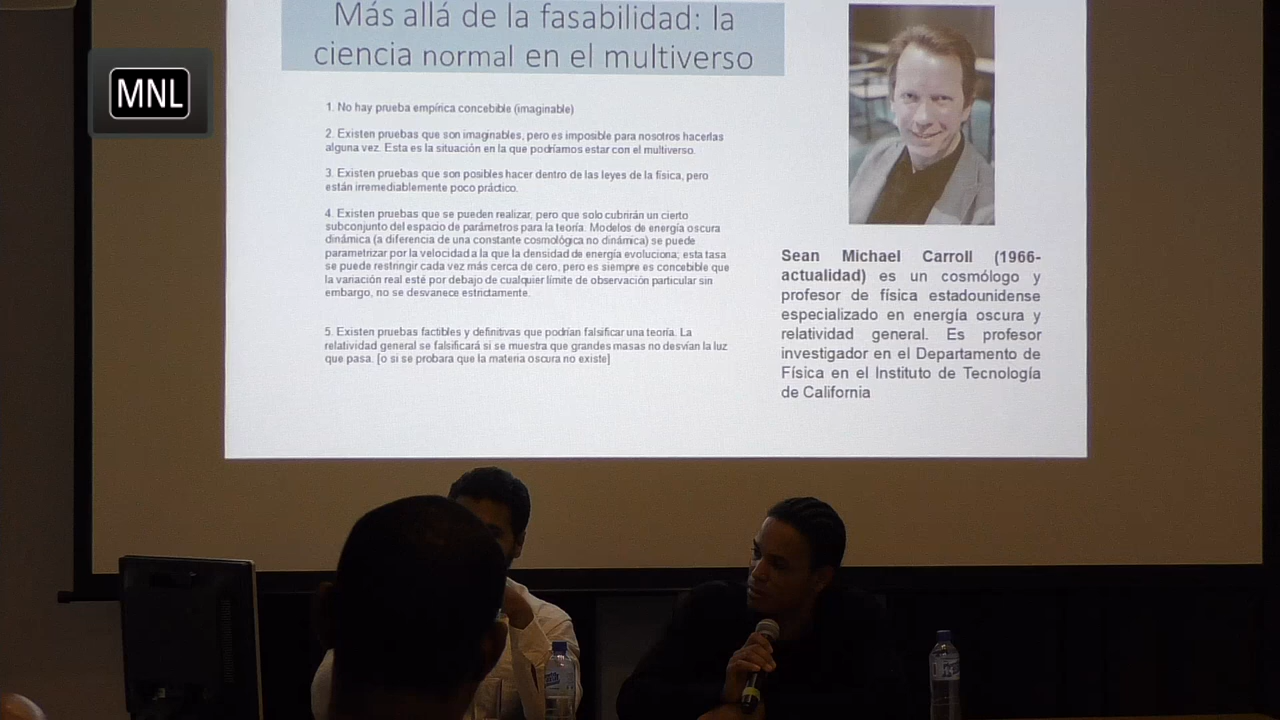 Más allá de la fasabilidad: la
ciencia normal en el multiverso
MNL
1. No hay prueba empírica concebible (imaginable)
2. Existen pruebas que son imaginables, pero es imposible para nosotros hacerlas
alguna vez. Esta es la situación en la que podríamos estar con el multiverso.
3. Existen pruebas que son posibles hacer dentro de las leyes de la física, pero
están irremediablemente poco práctico.
4. Existen pruebas que se pueden realizar, pero que solo cubrirán un cierto
subconjunto del espacio de parámetros para la teoría. Modelos de energía oscura
dinámica (a diferencia de una constante cosmológca no dinámica) se puede
parametrizar por la velocidad a la que la densidad de energía evoluciona; esta tasa
se puede restringir cada vez más cerca de cero, pero es siempre es concebible que
la variación real esté por debajo de cualquier límite de observación particular sin
embargo, no se desvanece estrictamente.
5. Existen pruebas factibles y definitivas que podrían falsificar una teoría. La
relatividad general se falsificará si se muestra que grandes masas no desvían la luz
que pasa. [o si se probara que la materia oscura no existe]
Sean Michael Carroll (1966-
actualidad) es un cosmólogo y
profesor de física estadounidense
especializado en energía oscura y
relatividad general. Es profesor
investigador en el Departamento de
Física en el Instituto de Tecnología
de California